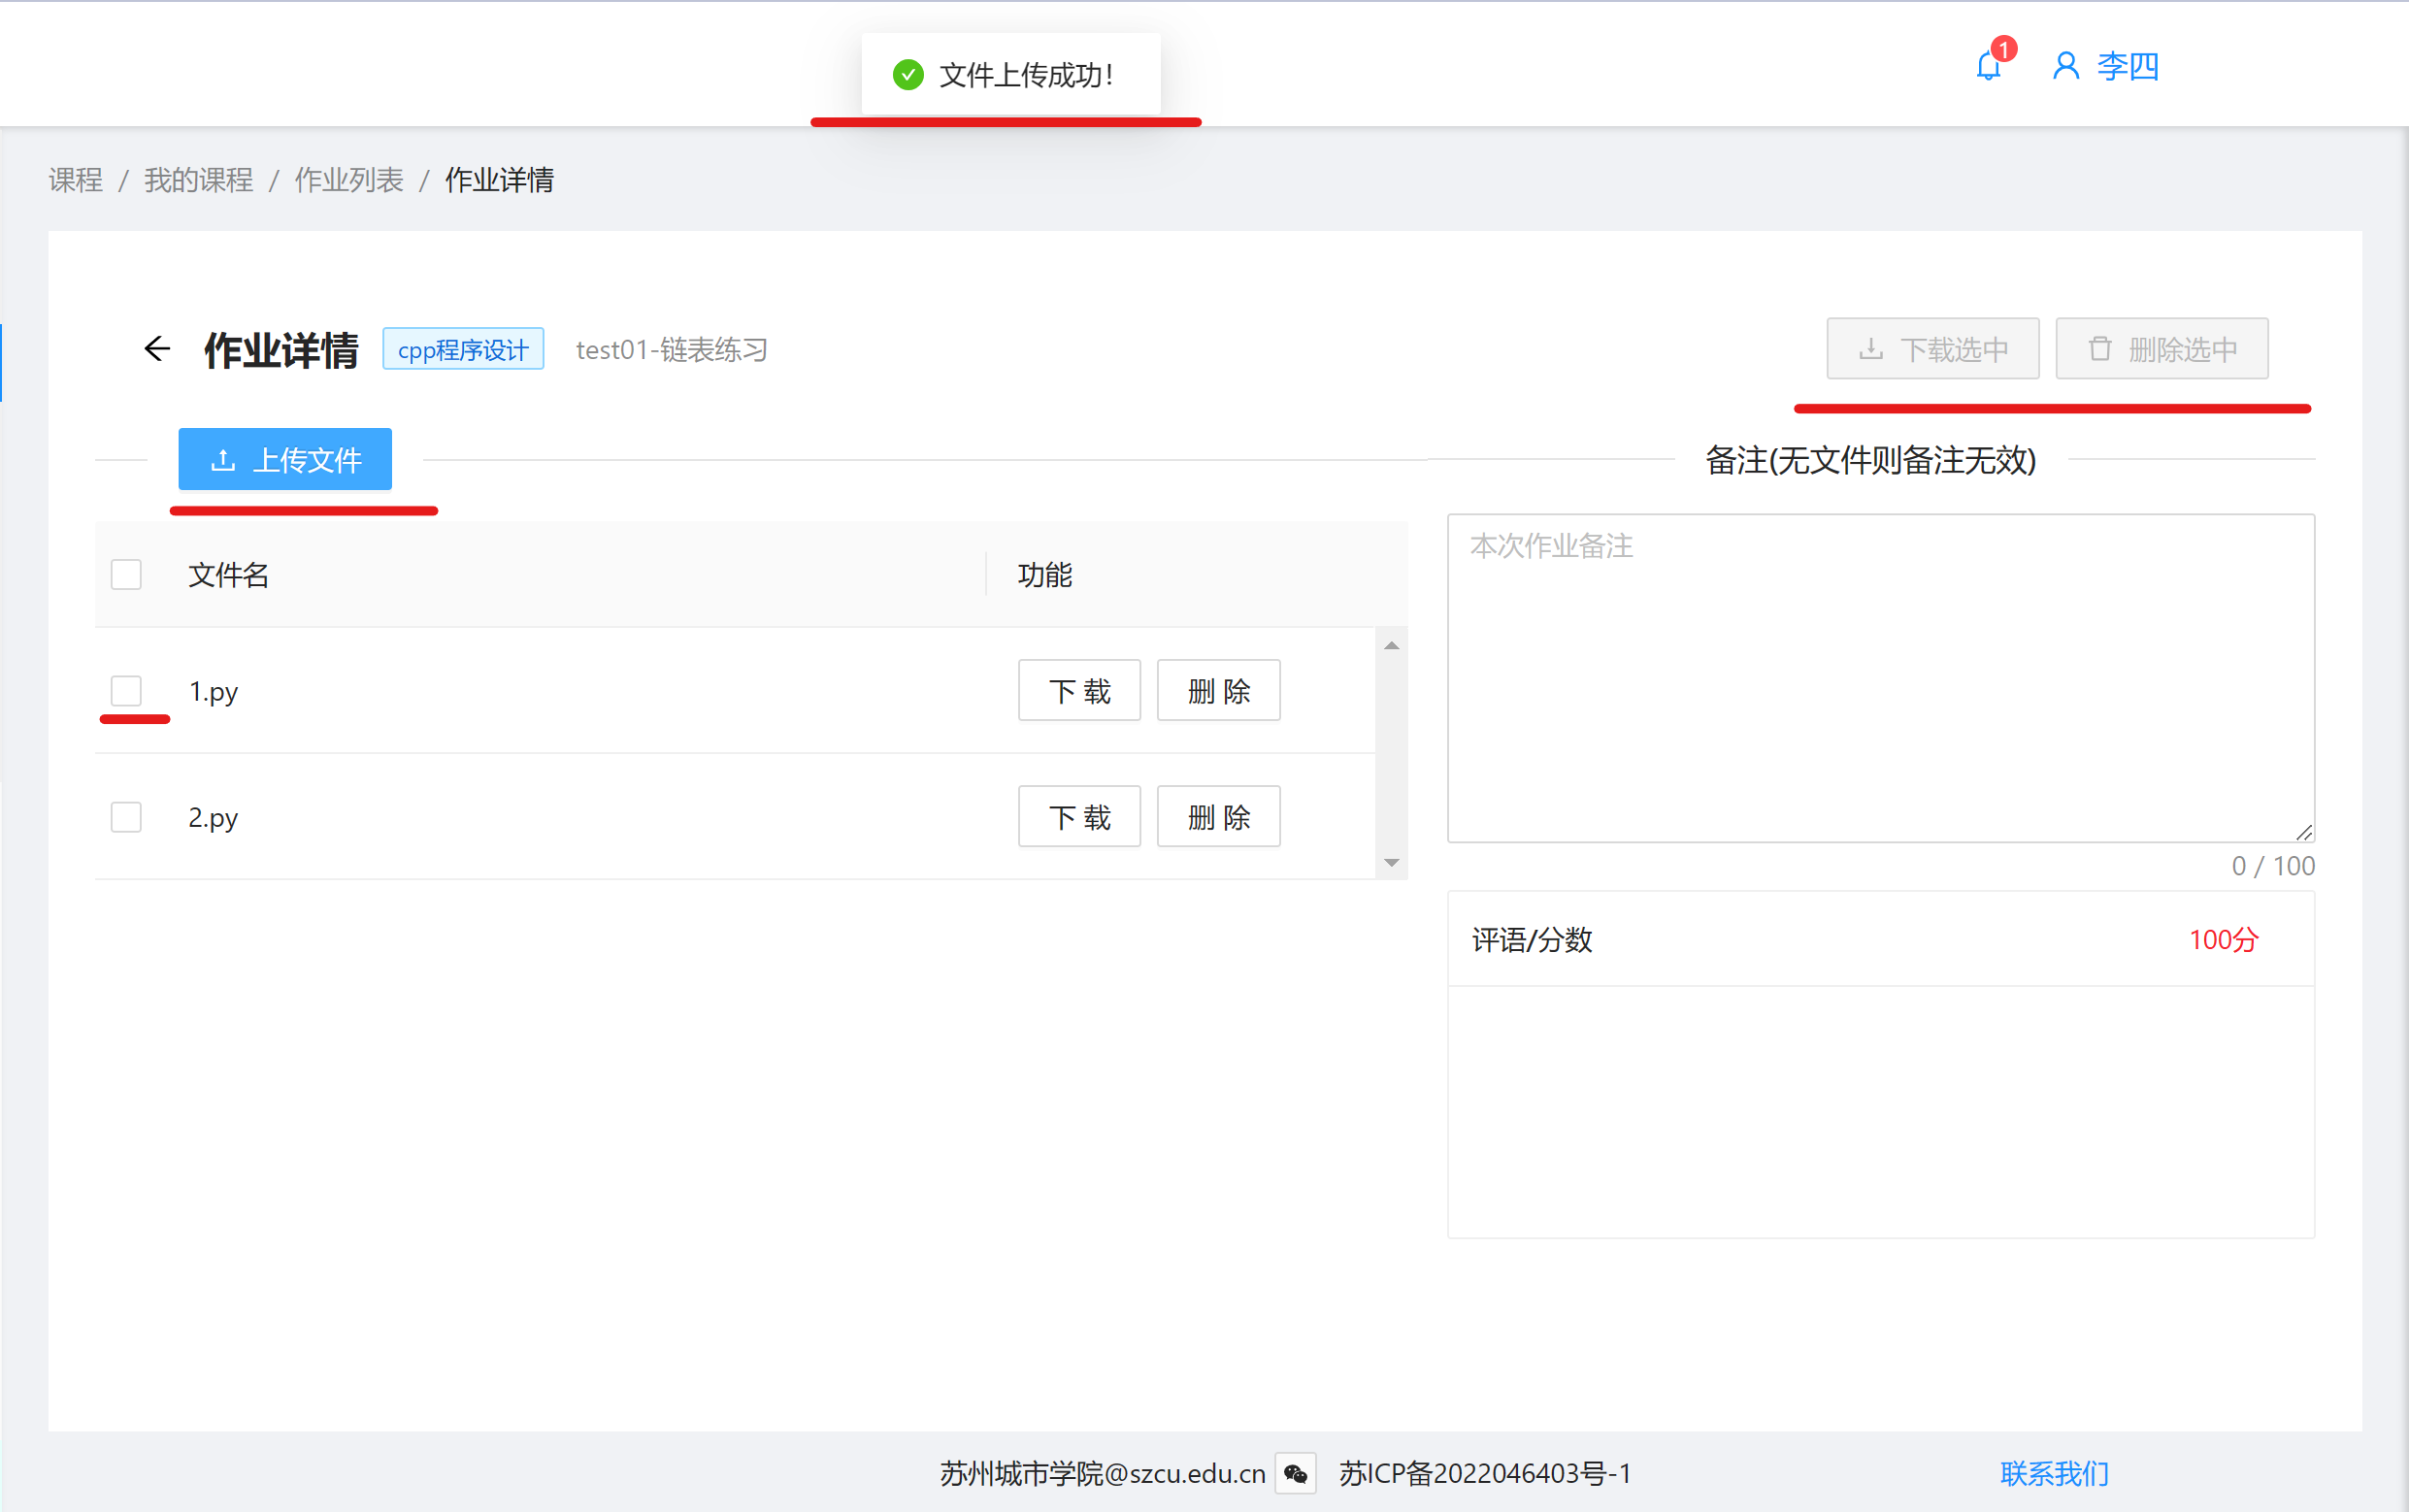 文件上传成功！
1
李四
课程 / 我的课程 / 作业列表 / 作业详情
作业详情 cpp程序设计 test01-链表练习
下载选中 删除选中
上传文件
备注(无文件则备注无效)
文件名 功能
1.py 下 载 删 除
2.py 下 载 删 除
本次作业备注
0 / 100
评语/分数 100分
苏州城市学院@szcu.edu.cn 苏ICP备2022046403号-1 联系我们